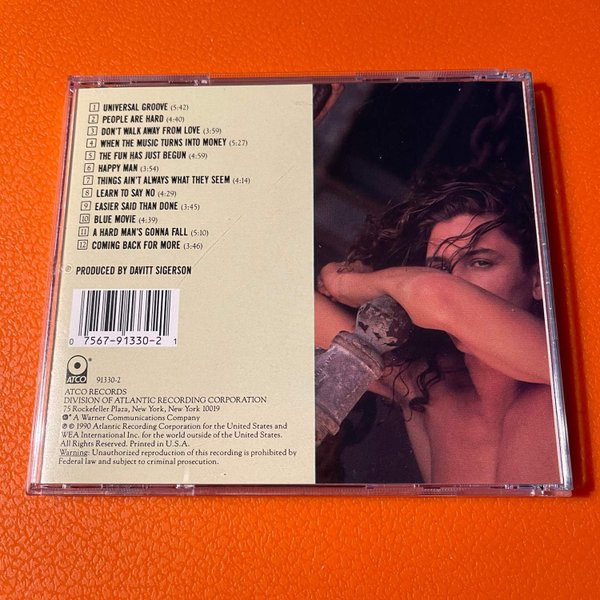 1 UNIVERSAL GROOVE (5:42)
2 PEOPLE ARE HARD (4:40)
3 DON'T WALK AWAY FROM LOVE (3:59)
4 WHEN THE MUSIC TURNS INTO MONEY (5:27)
5 THE FUN HAS JUST BEGUN (4:59)
6 HAPPY MAN (3:54)
7 THINGS AIN'T ALWAYS WHAT THEY SEEM (4:14)
8 LEARN TO SAY NO (4:29)
9 EASIER SAID THAN DONE (3:45)
10 BLUE MOVIE (4:39)
11 A HARD MAN'S GONNA FALL (5:10)
12 COMING BACK FOR MORE (3:46)
℗ PRODUCED BY DAVITT SIGERSON
0 7567-91330-2 1
ATCO ® 91330-2
ATCO RECORDS
DIVISION OF ATLANTIC RECORDING CORPORATION
75 Rockefeller Plaza, New York, New York 10019
A Warner Communications Company
℗ © 1990 Atlantic Recording Corporation for the United States and
WEA International Inc. for the world outside of the United States.
All Rights Reserved. Printed in U.S.A.
Warning: Unauthorized reproduction of this recording is prohibited by
Federal law and subject to criminal prosecution.